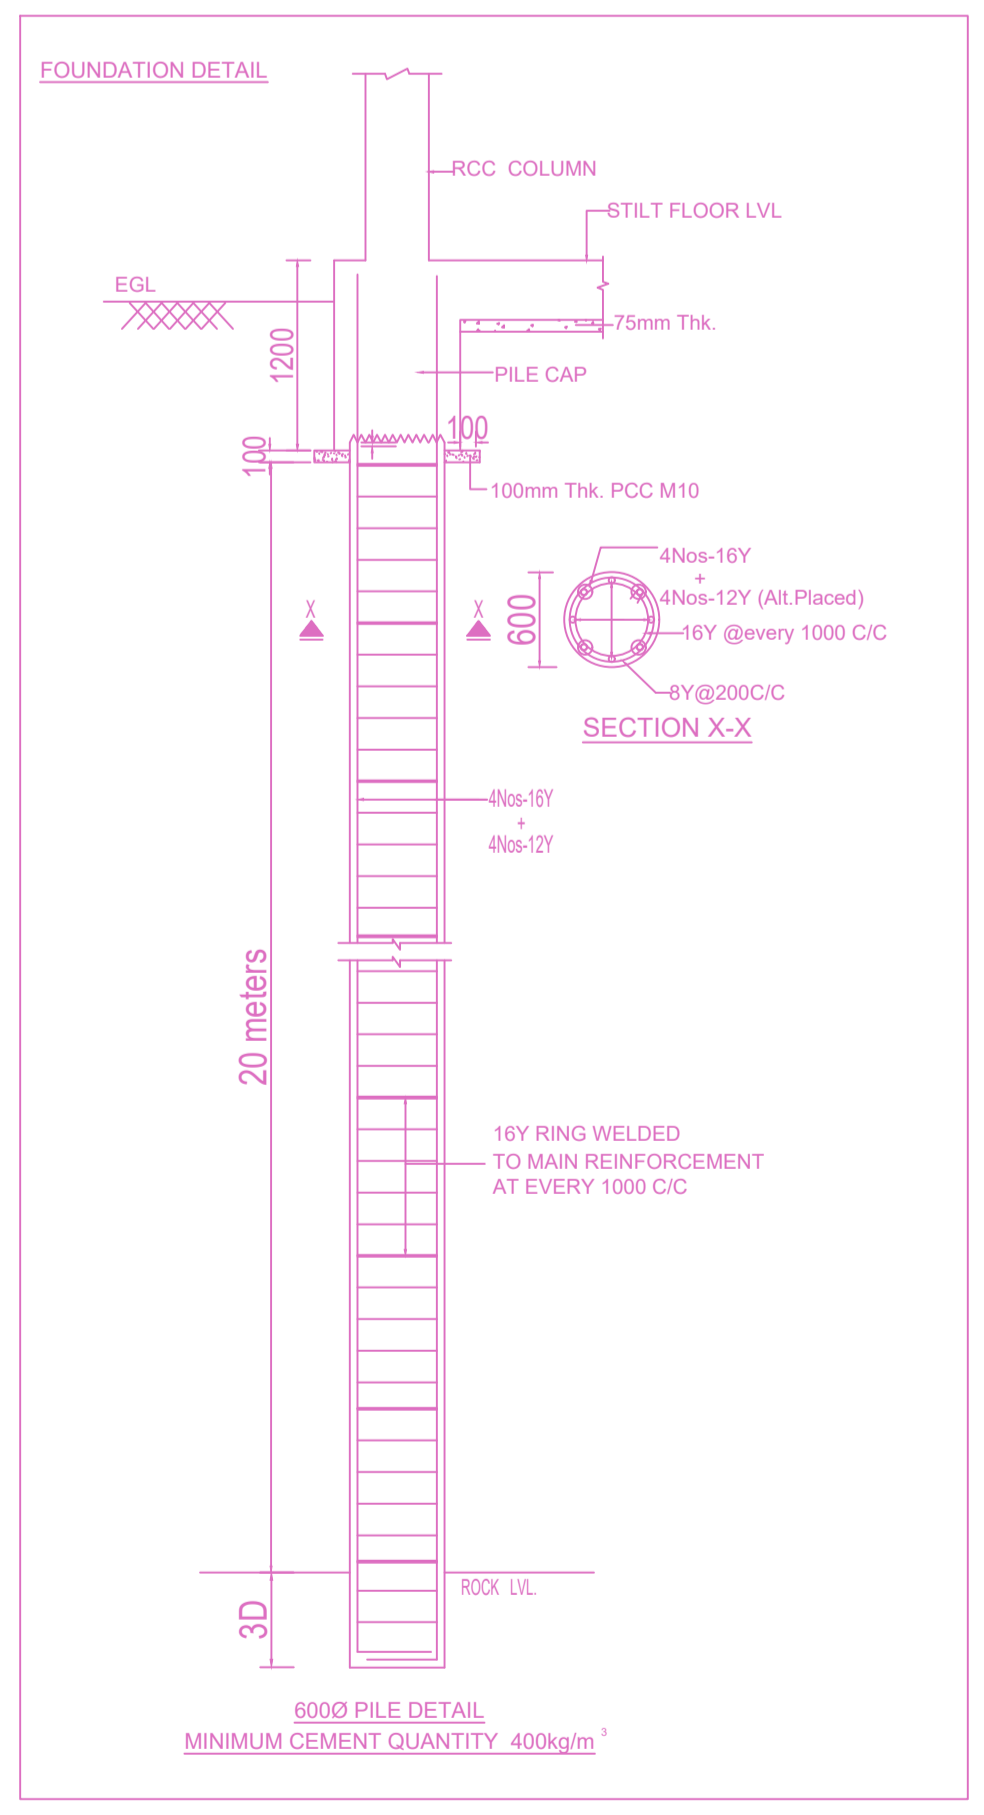 FOUNDATION DETAIL
RCC COLUMN
STILT FLOOR LVL
EGL
75mm Thk.
1200
PILE CAP
100
100
100mm Thk. PCC M10
4Nos-16Y
+
4Nos-12Y (Alt.Placed)
X
X
600
16Y @every 1000 C/C
8Y@200C/C
SECTION X-X
4Nos-16Y
+
4Nos-12Y
20 meters
16Y RING WELDED
TO MAIN REINFORCEMENT
AT EVERY 1000 C/C
ROCK LVL.
3D
600Ø PILE DETAIL
MINIMUM CEMENT QUANTITY 400kg/m³